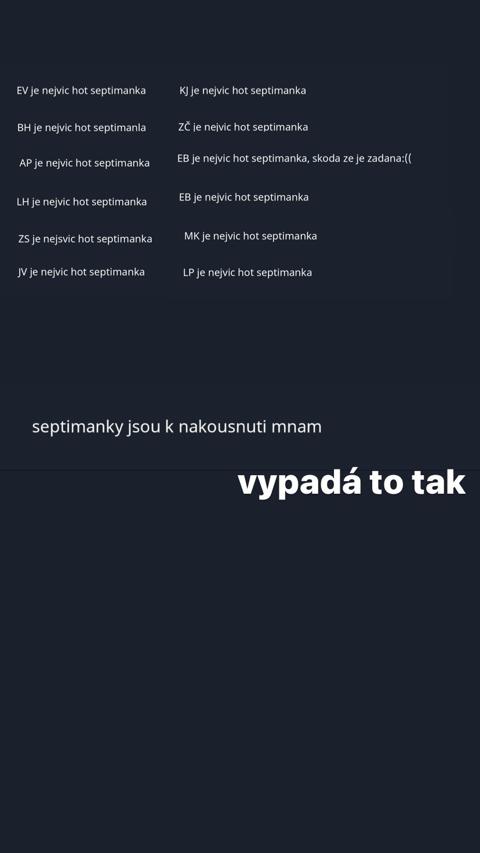 EV je nejvic hot septimanka
BH je nejvic hot septimanla
AP je nejvic hot septimanka
LH je nejvic hot septimanka
ZS je nejsvic hot septimanka
JV je nejvic hot septimanka
KJ je nejvic hot septimanka
ZČ je nejvic hot septimanka
EB je nejvic hot septimanka, skoda ze je zadana:((
EB je nejvic hot septimanka
MK je nejvic hot septimanka
LP je nejvic hot septimanka
septimanky jsou k nakousnuti mnam
vypadá to tak